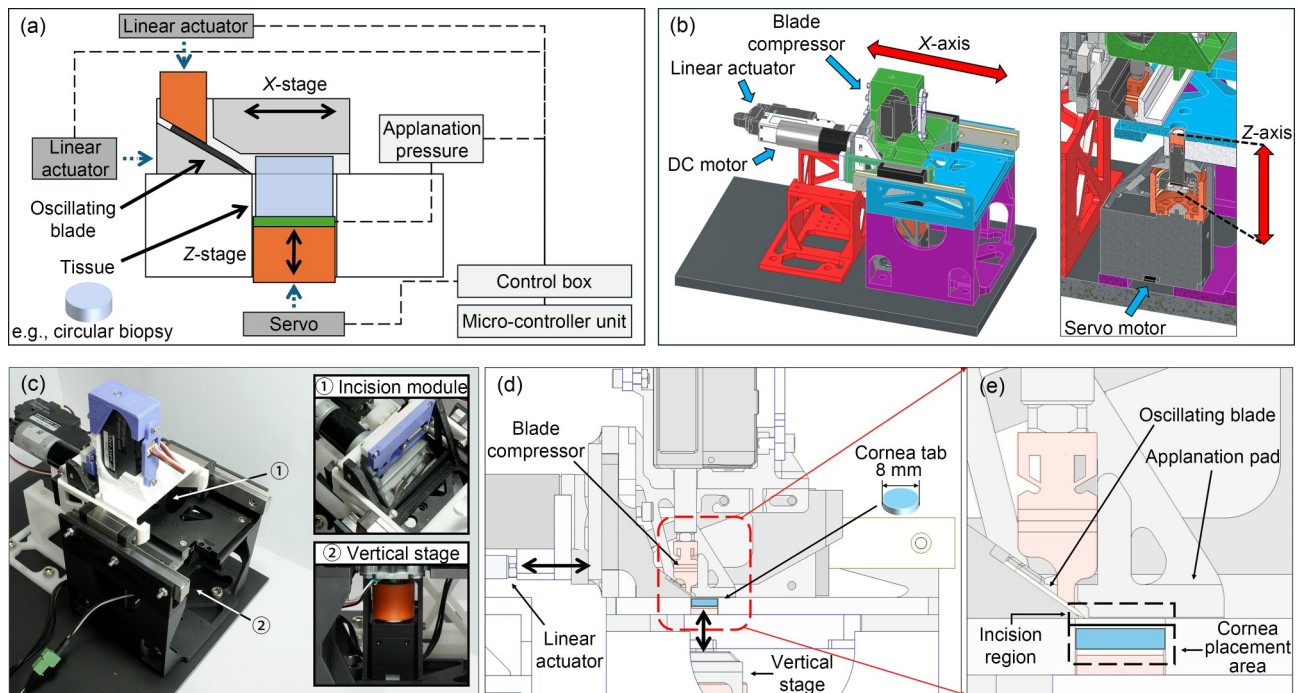 (a)
Linear actuator
X-stage
Applanation
pressure
Linear
actuator
Oscillating
blade
Z-stage
Tissue
Control box
e.g., circular biopsy
Servo
Micro-controller unit
(b)
Blade
compressor
X-axis
Linear actuator
DC motor
Z-axis
Servo motor
(c)
① Incision module
①
② Vertical stage
②
(d)
Blade
compressor
Cornea tab
8 mm
Linear
actuator
Vertical
stage
(e)
Oscillating blade
Applanation pad
Incision
region
Cornea
placement
area